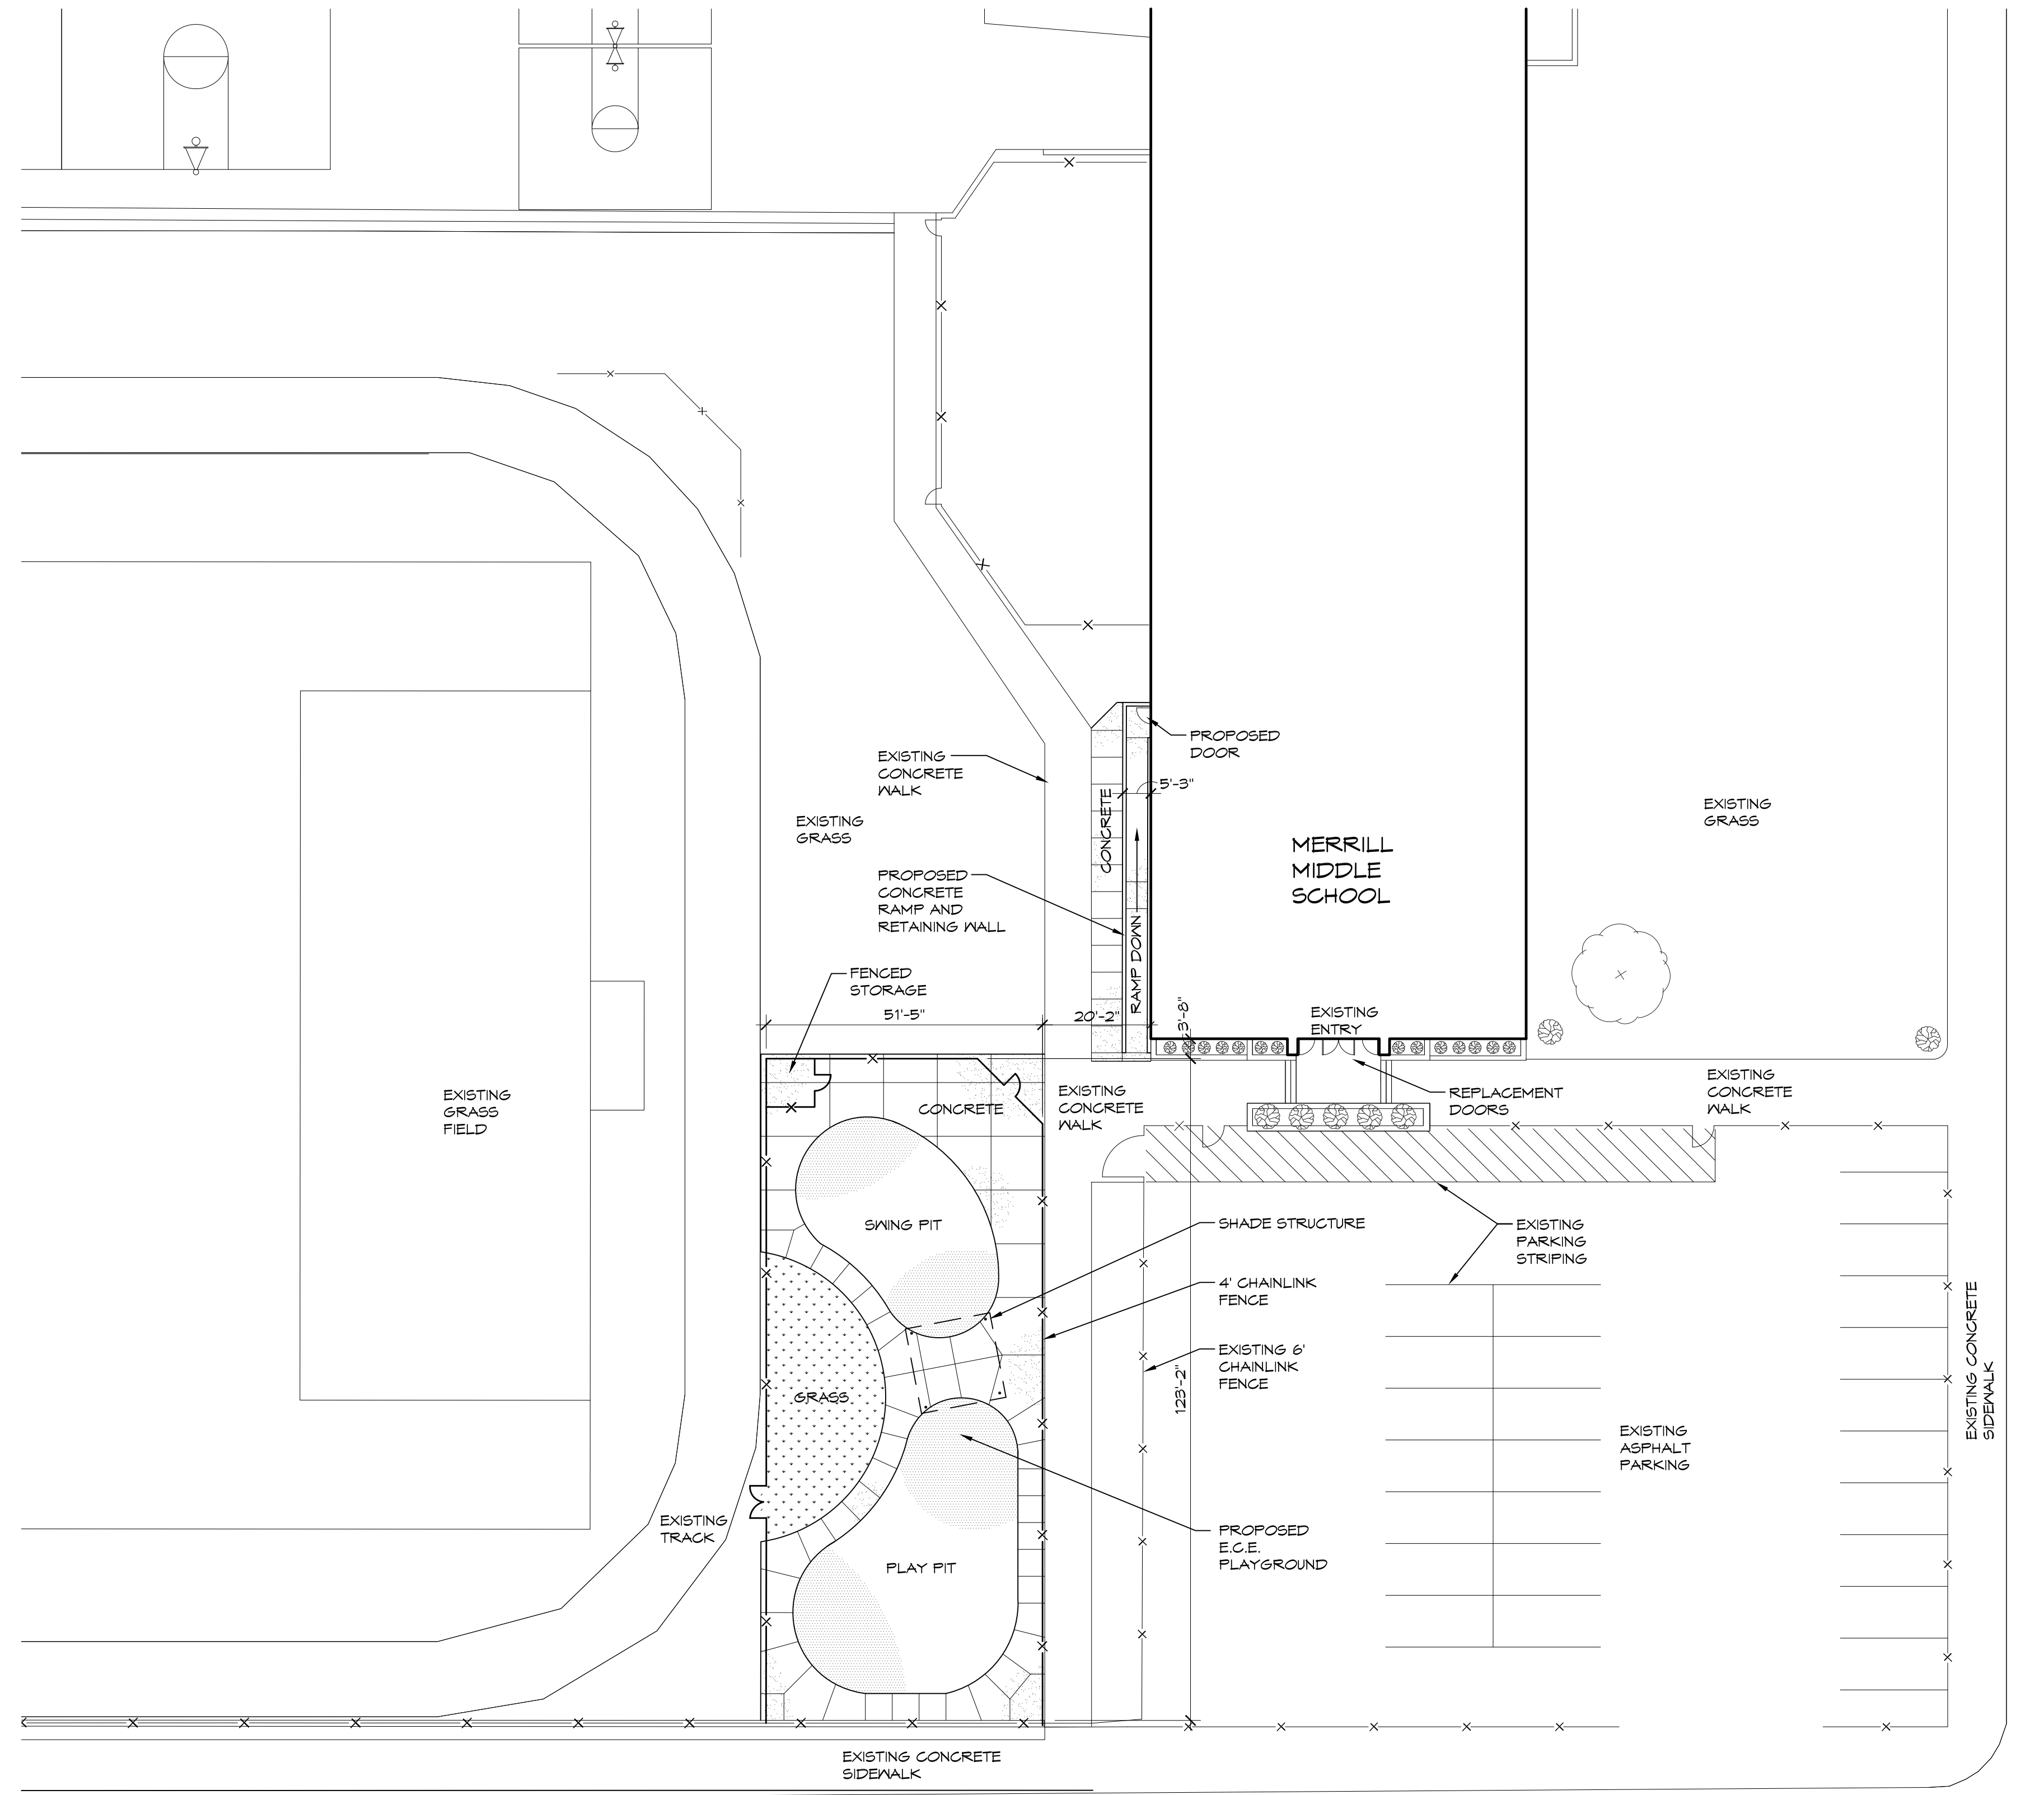 PROPOSED
DOOR
EXISTING
CONCRETE
WALK
5'-3"
CONCRETE
EXISTING
GRASS
EXISTING
GRASS
MERRILL
MIDDLE
SCHOOL
PROPOSED
CONCRETE
RAMP AND
RETAINING WALL
RAMP DOWN
FENCED
STORAGE
51'-5"
20'-2"
3'-8"
EXISTING
ENTRY
EXISTING
GRASS
FIELD
CONCRETE
EXISTING
CONCRETE
WALK
REPLACEMENT
DOORS
EXISTING
CONCRETE
WALK
SWING PIT
SHADE STRUCTURE
EXISTING
PARKING
STRIPING
4' CHAINLINK
FENCE
EXISTING 6'
CHAINLINK
FENCE
123'-2"
EXISTING CONCRETE
SIDEWALK
GRASS
EXISTING
ASPHALT
PARKING
EXISTING
TRACK
PROPOSED
E.C.E.
PLAYGROUND
PLAY PIT
EXISTING CONCRETE
SIDEWALK